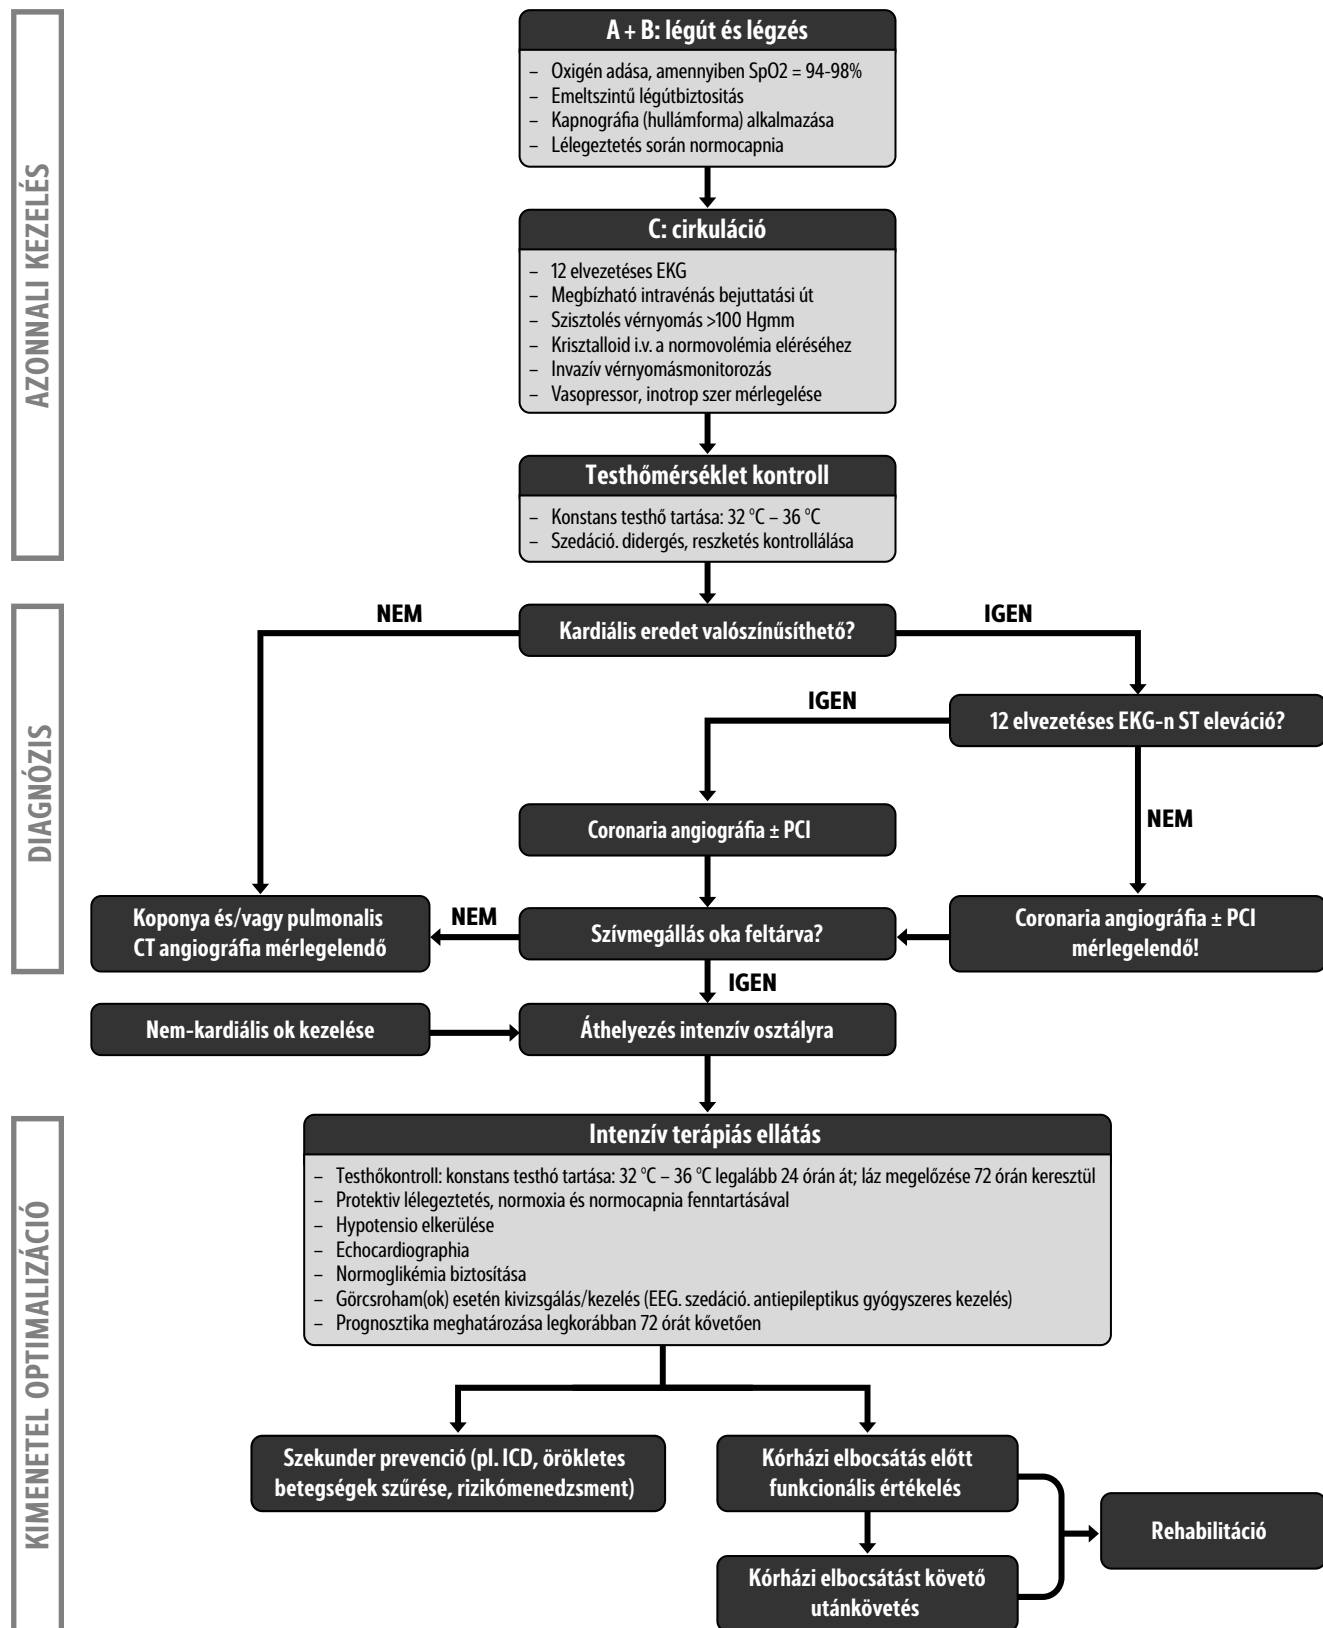 AZONNALI KEZELÉS
A + B: légút és légzés
– Oxigén adása, amennyiben SpO2 = 94-98%
– Emeltszintű légútbiztosítás
– Kapnográfia (hullámforma) alkalmazása
– Lélegeztetés során normocapnia
C: cirkuláció
– 12 elvezetéses EKG
– Megbízható intravénás bejuttatási út
– Szisztolés vérnyomás >100 Hgmm
– Krisztalloid i.v. a normovolémia eléréséhez
– Invazív vérnyomásmonitorozás
– Vasopressor, inotrop szer mérlegelése
Testhőmérséklet kontroll
– Konstans testhő tartása: 32 °C – 36 °C
– Szedáció. didergés, reszketés kontrollálása
DIAGNÓZIS
NEM
Kardiális eredet valószínűsíthető?
IGEN
IGEN
12 elvezetéses EKG-n ST eleváció?
Coronaria angiográfia ± PCI
NEM
Koponya és/vagy pulmonalis
CT angiográfia mérlegelendő
NEM
Szívmegállás oka feltárva?
Coronaria angiográfia ± PCI
mérlegelendő!
IGEN
Nem-kardiális ok kezelése
Áthelyezés intenzív osztályra
KIMENETEL OPTIMALIZÁCIÓ
Intenzív terápiás ellátás
– Testhőkontroll: konstans testhó tartása: 32 °C – 36 °C legalább 24 órán át; láz megelőzése 72 órán keresztül
– Protektiv lélegeztetés, normoxia és normocapnia fenntartásával
– Hypotensio elkerülése
– Echocardiographia
– Normoglikémia biztosítása
– Görcsroham(ok) esetén kivizsgálás/kezelés (EEG. szedáció. antiepileptikus gyógyszeres kezelés)
– Prognosztika meghatározása legkorábban 72 órát kővetően
Szekunder prevenció (pl. ICD, örökletes
betegségek szűrése, rizikómenedzsment)
Kórházi elbocsátás előtt
funkcionális értékelés
Rehabilitáció
Kórházi elbocsátást követő
utánkövetés